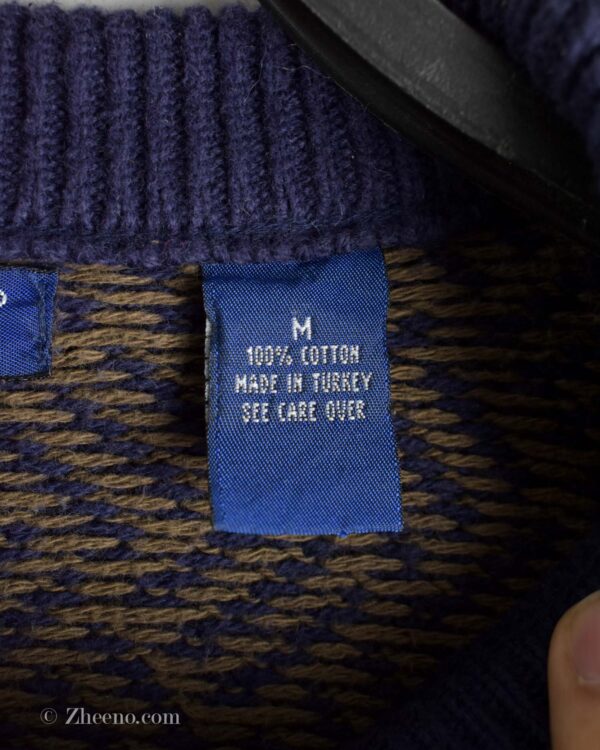 M
100% COTTON
MADE IN TURKEY
SEE CARE OVER
© Zheeno.com